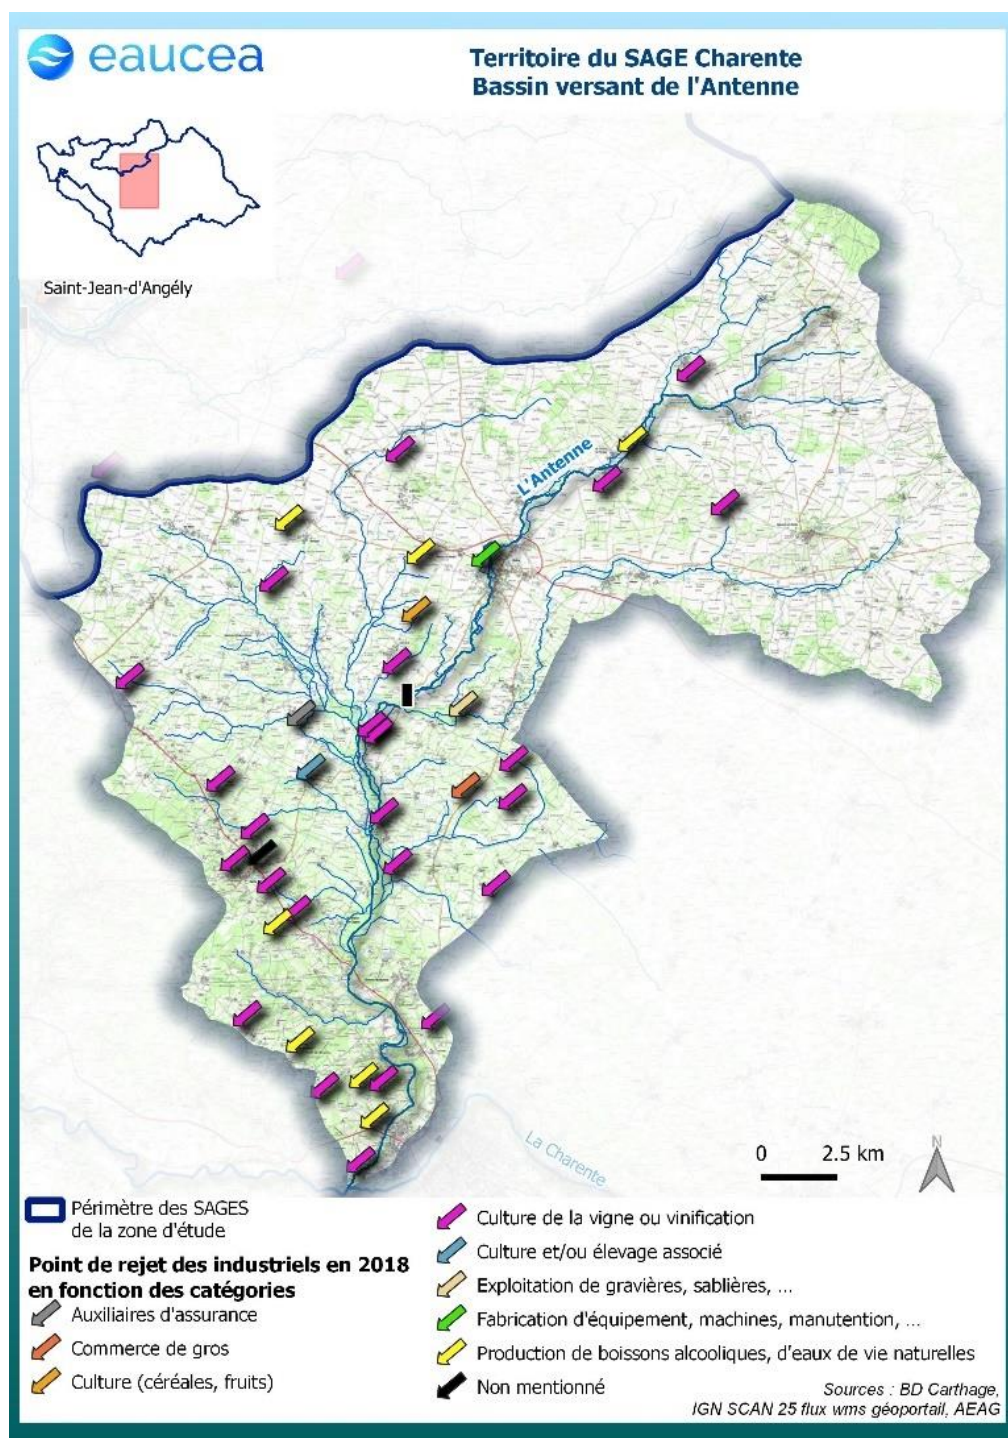 eaucea
Territoire du SAGE Charente
Bassin versant de l'Antenne
Saint-Jean-d'Angély
L'Antenne
La Charente
0 2.5 km
N
Périmètre des SAGES
de la zone d'étude
Point de rejet des industriels en 2018
en fonction des catégories
Auxiliaires d'assurance
Commerce de gros
Culture (céréales, fruits)
Culture de la vigne ou vinification
Culture et/ou élevage associé
Exploitation de gravières, sablières, ...
Fabrication d'équipement, machines, manutention, ...
Production de boissons alcooliques, d'eaux de vie naturelles
Non mentionné
Sources : BD Carthage,
IGN SCAN 25 flux wms géoportail, AEAG